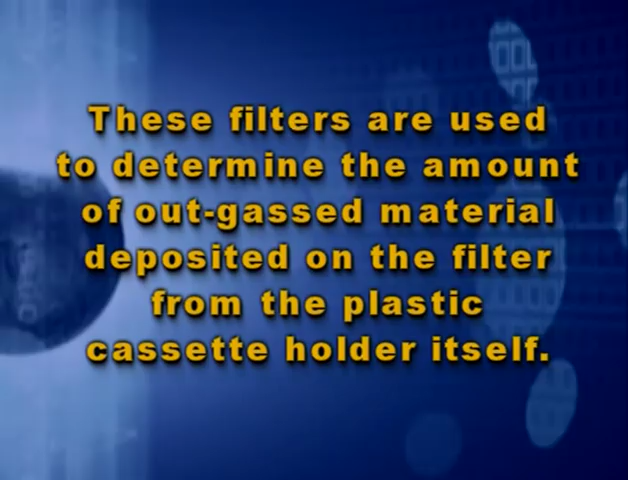 These filters are used
to determine the amount
of out-gassed material
deposited on the filter
from the plastic
cassette holder itself.